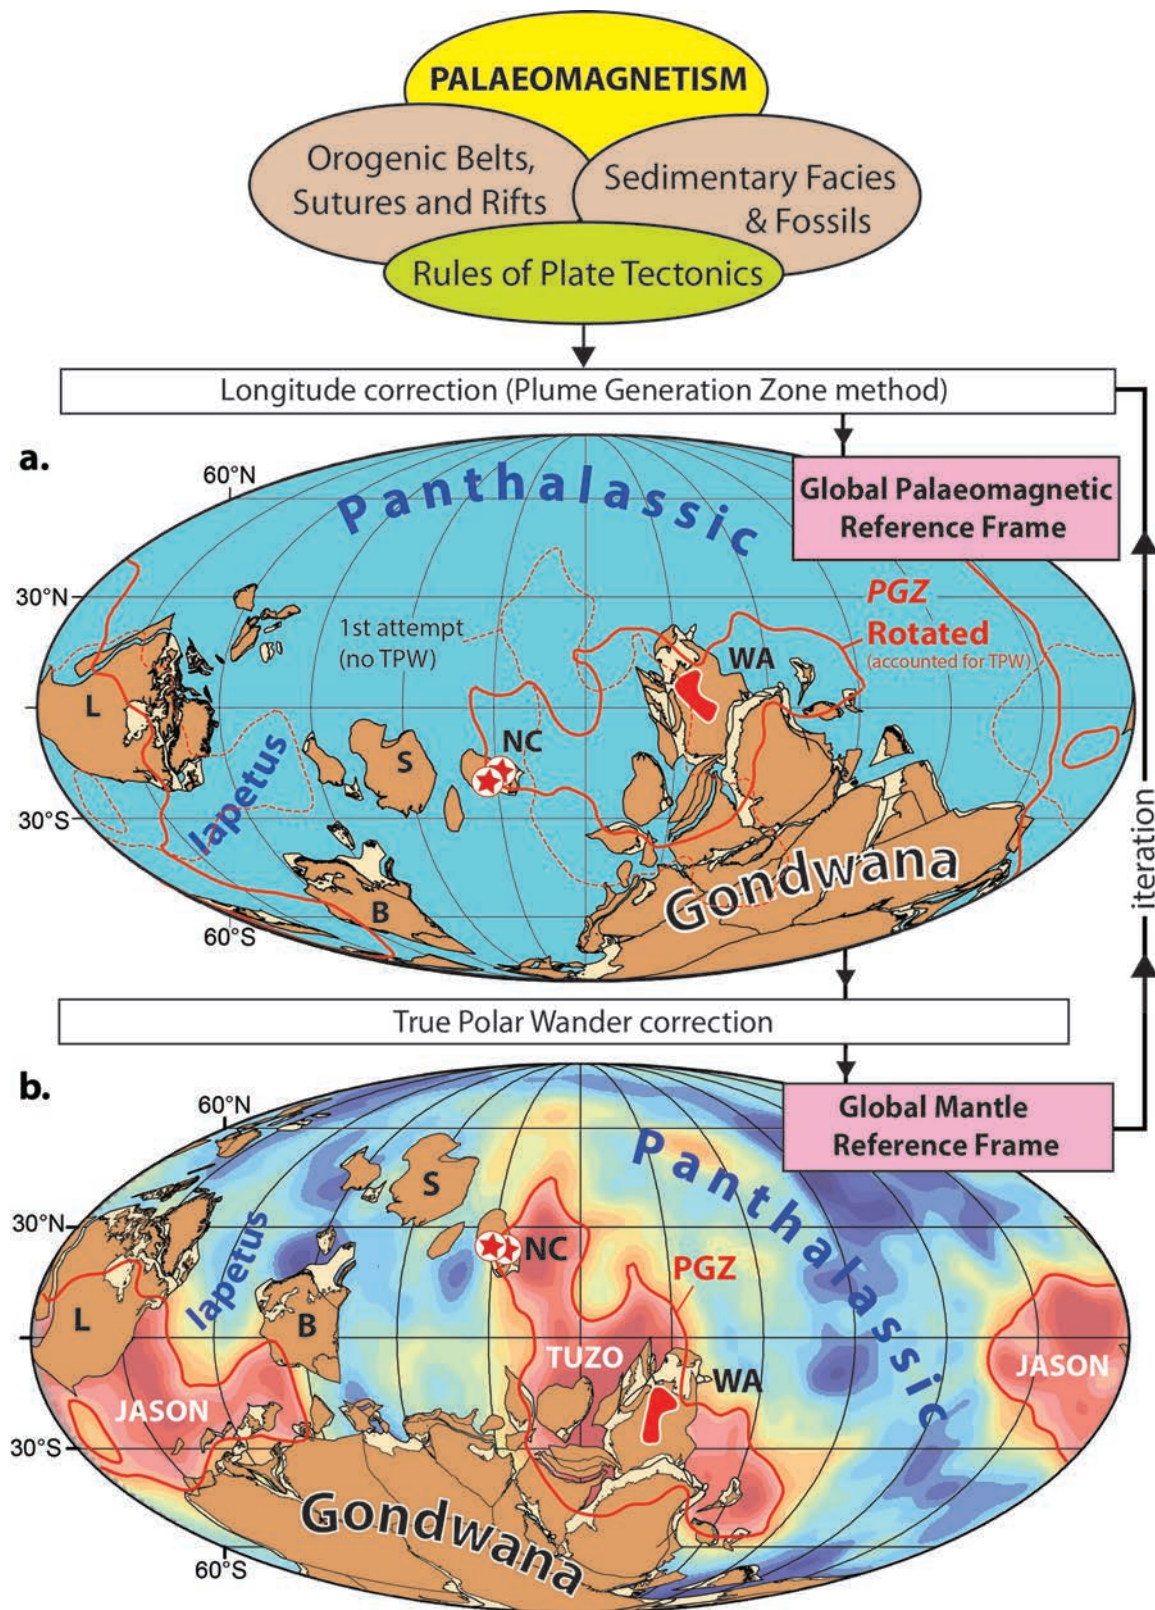 PALAEOMAGNETISM
Orogenic Belts,
Sutures and Rifts
Sedimentary Facies
& Fossils
Rules of Plate Tectonics
Longitude correction (Plume Generation Zone method)
a.
60°N
Panthalassic
Global Palaeomagnetic
Reference Frame
30°N
1st attempt
(no TPW)
PGZ
Rotated
(accounted for TPW)
WA
L
NC
S
Iapetus
30°S
B
Gondwana
60°S
iteration
True Polar Wander correction
b.
60°N
Global Mantle
Reference Frame
Panthalassic
S
30°N
Iapetus
NC
PGZ
L
B
TUZO
WA
JASON
JASON
30°S
Gondwana
60°S